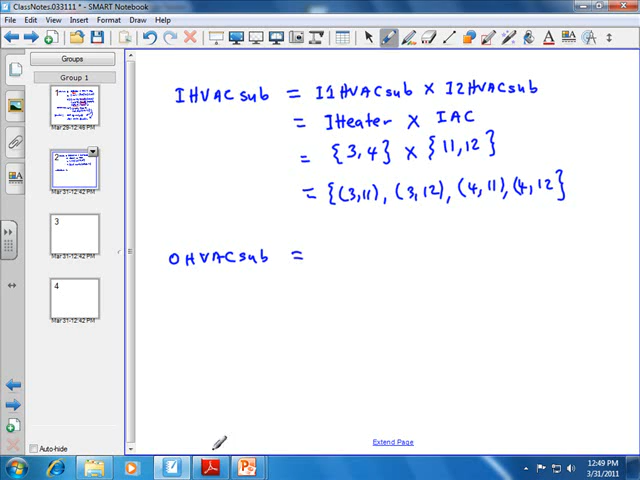 ClassNotes.033111 * - SMART Notebook
File Edit View Insert Format Draw Help
Groups
Group 1
1
Mar 29-12:46 PM
2
Mar 31-12:42 PM
3
Mar 31-12:42 PM
4
Mar 31-12:42 PM
Auto-hide
IHVACsub = I1HVACsub × I2HVACsub
= IHeater × IAC
= {3,4} × {11,12}
= {(3,11), (3,12), (4,11), (4,12}
OHVACsub =
Extend Page
12:49 PM
3/31/2011